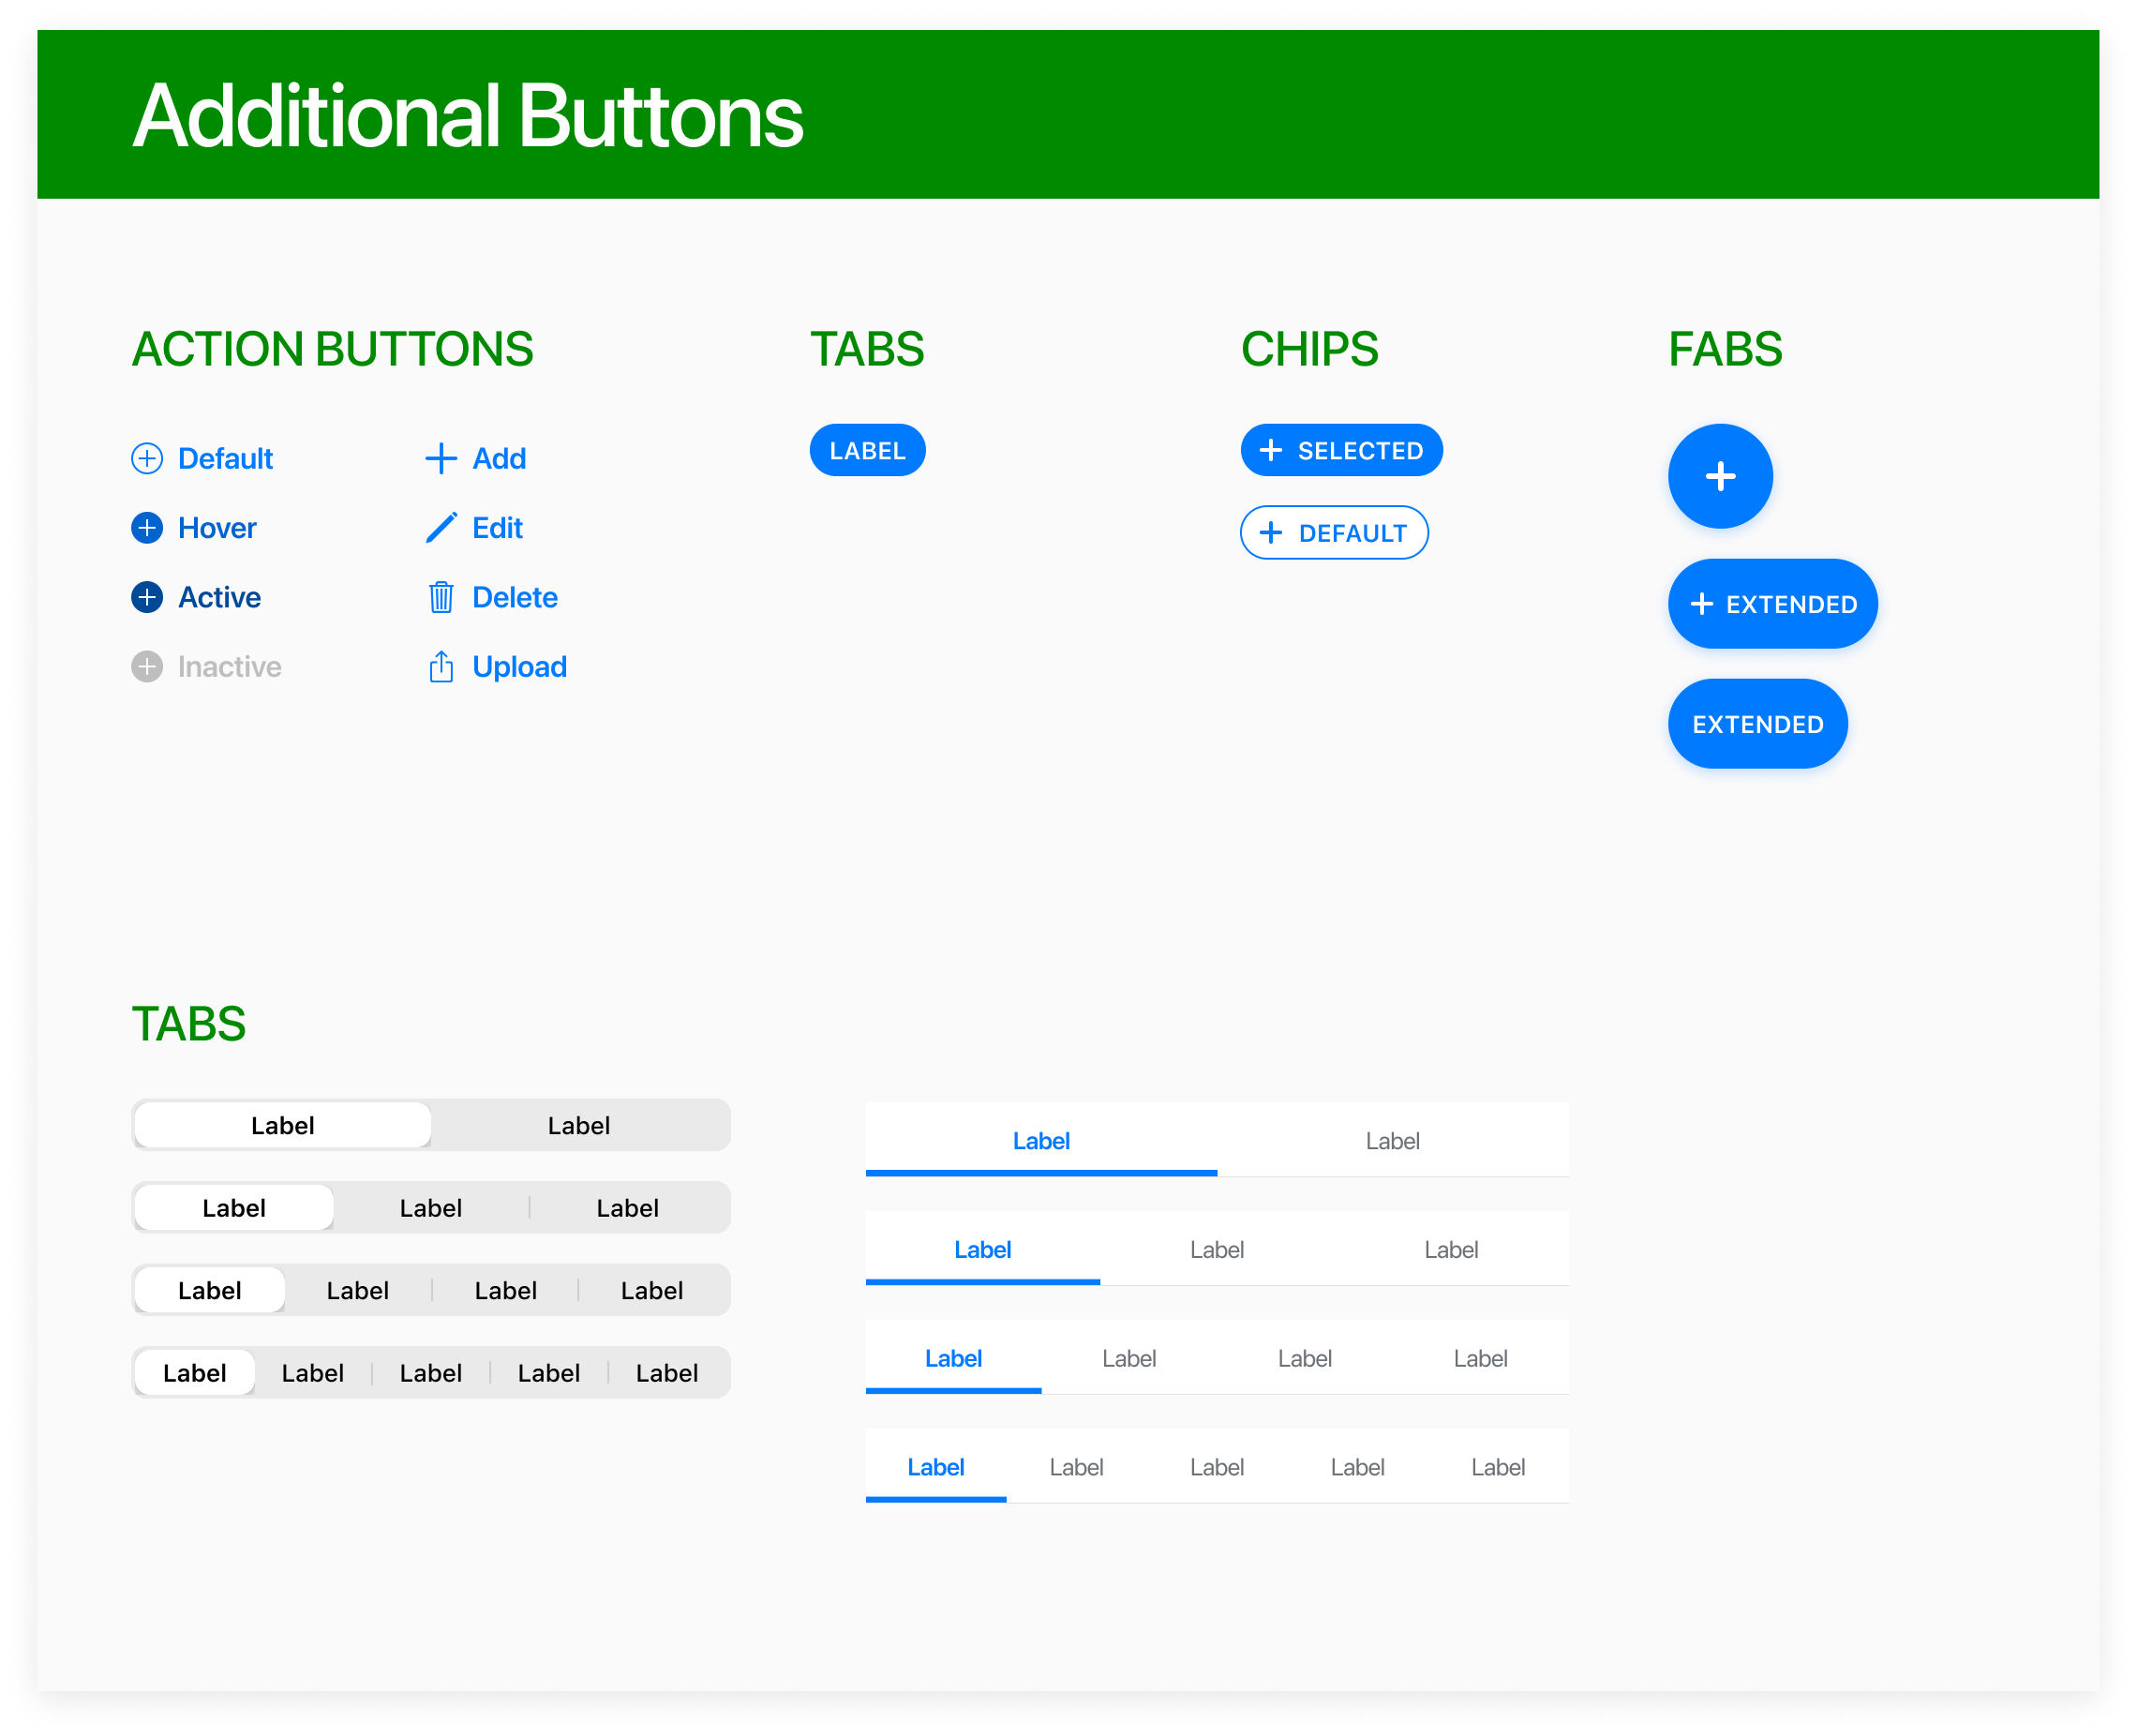 Additional Buttons
ACTION BUTTONS
Default
Hover
Active
Inactive
Add
Edit
Delete
Upload
TABS
LABEL
CHIPS
SELECTED
DEFAULT
FABS
EXTENDED
EXTENDED
TABS
Label Label
Label Label Label
Label Label Label Label
Label Label Label Label Label
Label Label
Label Label Label
Label Label Label Label
Label Label Label Label Label